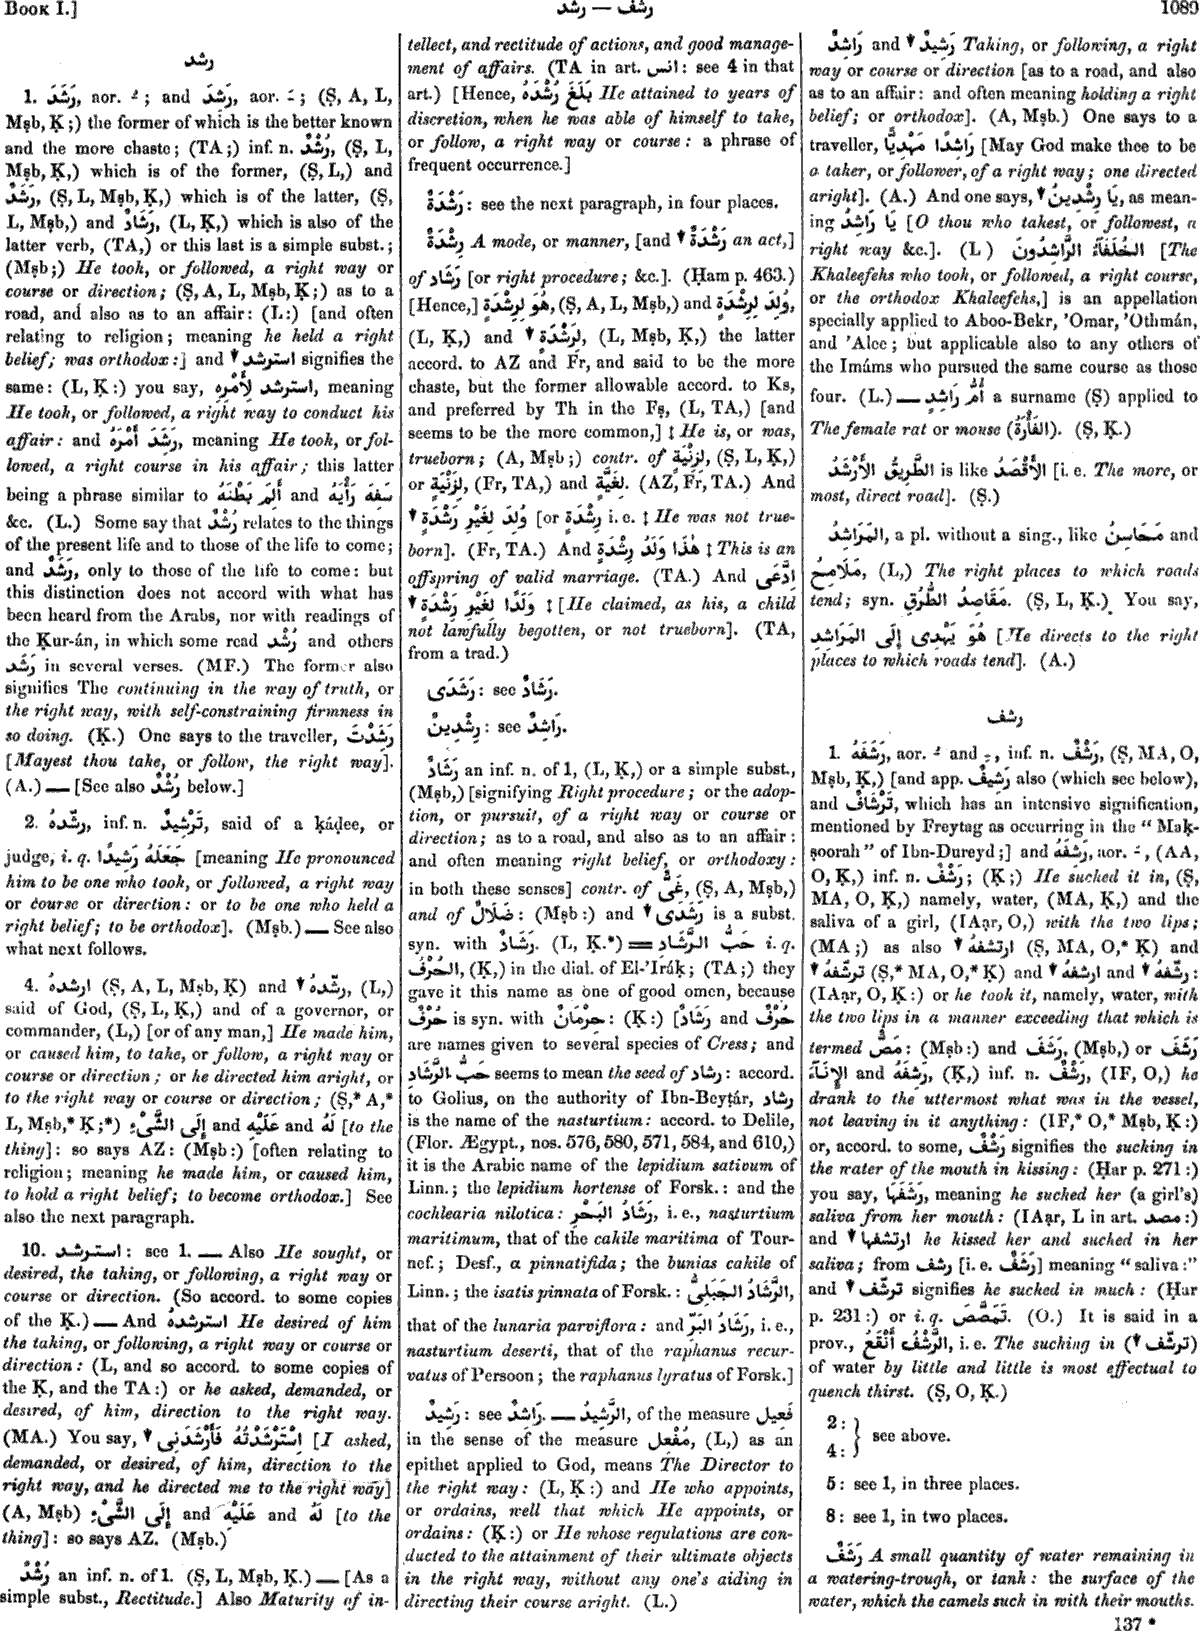 BOOK I.]
رشد — رشف
1089
رشد
1. رَشَدَ, aor. ـُ; and رَشِدَ, aor. ـَ; (Ṣ, A, L,
Mṣb, Ḳ;) the former of which is the better known
and the more chaste; (TA;) inf. n. رُشْدٌ, (Ṣ, L,
Mṣb, Ḳ,) which is of the former, (Ṣ, L,) and
رَشَدٌ, (Ṣ, L, Mṣb, Ḳ,) which is of the latter, (Ṣ,
L, Mṣb,) and رَشَادٌ, (L, Ḳ,) which is also of the
latter verb, (TA,) or this last is a simple subst.;
(Mṣb;) He took, or followed, a right way or
course or direction; (Ṣ, A, L, Mṣb, Ḳ;) as to a
road, and also as to an affair: (L:) [and often
relating to religion; meaning he held a right
belief; was orthodox:] and ▼ استرشد signifies the
same: (L, Ḳ:) you say, استرشد لِأَمْرِهِ, meaning
He took, or followed, a right way to conduct his
affair: and رَشِدَ أَمْرَهُ, meaning He took, or fol-
lowed, a right course in his affair; this latter
being a phrase similar to أَلِمَ بَطْنَهُ and سَفِهَ رَأْيَهُ
&c. (L.) Some say that رُشْدٌ relates to the things
of the present life and to those of the life to come;
and رَشَدٌ, only to those of the life to come: but
this distinction does not accord with what has
been heard from the Arabs, nor with readings of
the Ḳur-án, in which some read رُشْد and others
رَشَد in several verses. (MF.) The former also
signifies The continuing in the way of truth, or
the right way, with self-constraining firmness in
so doing. (Ḳ.) One says to the traveller, رَشِدْتَ
[Mayest thou take, or follow, the right way].
(A.) — [See also رُشْدٌ below.]
2. رشّدهُ, inf. n. تَرْشِيدٌ, said of a ḳáḍee, or
judge, i. q. جَعَلَهُ رَشِيدًا [meaning He pronounced
him to be one who took, or followed, a right way
or course or direction: or to be one who held a
right belief; to be orthodox]. (Mṣb.) — See also
what next follows.
4. ارشدهُ (Ṣ, A, L, Mṣb, Ḳ) and ▼ رشّدهُ, (L,)
said of God, (Ṣ, L, Ḳ,) and of a governor, or
commander, (L,) [or of any man,] He made him,
or caused him, to take, or follow, a right way or
course or direction; or he directed him aright, or
to the right way or course or direction; (Ṣ,* A,*
L, Mṣb,* Ḳ;*) إِلَى الشَّىْءِ and عَلَيْهِ and لَهُ [to the
thing]: so says AZ: (Mṣb:) [often relating to
religion; meaning he made him, or caused him,
to hold a right belief; to become orthodox.] See
also the next paragraph.
10. استرشد: see 1. — Also He sought, or
desired, the taking, or following, a right way or
course or direction. (So accord. to some copies
of the Ḳ.) — And استرشدهُ He desired of him
the taking, or following, a right way or course or
direction: (L, and so accord. to some copies of
the Ḳ, and the TA:) or he asked, demanded, or
desired, of him, direction to the right way.
(MA.) You say, ▼ اِسْتَرْشَدْتُهُ فَأَرْشَدَنِى [I asked,
demanded, or desired, of him, direction to the
right way, and he directed me to the right way]
(A, Mṣb) إِلَى الشَّىْءِ and عَلَيْهِ and لَهُ [to the
thing]: so says AZ. (Mṣb.)
رُشْدٌ an inf. n. of 1. (Ṣ, L, Mṣb, Ḳ.) — [As a
simple subst., Rectitude.] Also Maturity of in-
tellect, and rectitude of actions, and good manage-
ment of affairs. (TA in art. انس: see 4 in that
art.) [Hence, بَلَغَ رُشْدَهُ He attained to years of
discretion, when he was able of himself to take,
or follow, a right way or course: a phrase of
frequent occurrence.]
رَشْدَةٌ: see the next paragraph, in four places.
رِشْدَةٌ A mode, or manner, [and ▼ رَشْدَةٌ an act,]
of رَشَاد [or right procedure; &c.]. (Ḥam p. 463.)
[Hence,] هُوَ لِرِشْدَةٍ, (Ṣ, A, L, Mṣb,) and وُلِدَ لِرِشْدَةٍ,
(L, Ḳ,) and ▼ لِرَشْدَةٍ, (L, Mṣb, Ḳ,) the latter
accord. to AZ and Fr, and said to be the more
chaste, but the former allowable accord. to Ks,
and preferred by Th in the Fṣ, (L, TA,) [and
seems to be the more common,] ‡ He is, or was,
trueborn; (A, Mṣb;) contr. of لِزِنْيَةٍ, (Ṣ, L, Ḳ,)
or لِزَنْيَةٍ, (Fr, TA,) and لِغَيَّةٍ. (AZ, Fr, TA.) And
▼ وُلِدَ لِغَيْرِ رَشْدَةٍ [or رِشْدَةٍ i. e. ‡ He was not true-
born]. (Fr, TA.) And هٰذَا وَلَدُ رِشْدَةٍ ‡ This is an
offspring of valid marriage. (TA.) And اِدَّعَى
▼ وَلَدًا لِغَيْرِ رَشْدَةٍ ‡ [He claimed, as his, a child
not lawfully begotten, or not trueborn]. (TA,
from a trad.)
رَشَدَى: see رَشَادٌ.
رِشْدِينٌ: see رَاشِدٌ.
رَشَادٌ an inf. n. of 1, (L, Ḳ,) or a simple subst.,
(Mṣb,) [signifying Right procedure; or the adop-
tion, or pursuit, of a right way or course or
direction; as to a road, and also as to an affair:
and often meaning right belief, or orthodoxy:
in both these senses] contr. of غَىٌّ, (Ṣ, A, Mṣb,)
and of ضَلَالٌ: (Mṣb:) and ▼ رَشَدَى is a subst.
syn. with رَشَادٌ. (L, Ḳ.*) = حَبُّ الرَّشَادِ i. q.
الحُرْفُ, (Ḳ,) in the dial. of El-'Iráḳ; (TA;) they
gave it this name as one of good omen, because
حُرْفٌ is syn. with حِرْمَانٌ: (Ḳ:) [رَشَادٌ and حُرْفٌ
are names given to several species of Cress; and
حَبُّ الرَّشَادِ seems to mean the seed of رشاد: accord.
to Golius, on the authority of Ibn-Beyṭár, رشاد
is the name of the nasturtium: accord. to Delile,
(Flor. Ægypt., nos. 576, 580, 571, 584, and 610,)
it is the Arabic name of the lepidium sativum of
Linn.; the lepidium hortense of Forsk.: and the
cochlearia nilotica: رَشَادُ البَحْرِ, i. e., nasturtium
maritimum, that of the cakile maritima of Tour-
nef.; Desf., a pinnatifida; the bunias cakile of
Linn.; the isatis pinnata of Forsk.: الرَّشَادُ الجَبَلِىُّ,
that of the lunaria parviflora: and رَشَادُ البَرِّ, i. e.,
nasturtium deserti, that of the raphanus recur-
vatus of Persoon; the raphanus lyratus of Forsk.]
رَشِيدٌ: see رَاشِدٌ. — الرَّشِيدُ, of the measure فَعِيل
in the sense of the measure مُفْعِل, (L,) as an
epithet applied to God, means The Director to
the right way: (L, Ḳ:) and He who appoints,
or ordains, well that which He appoints, or
ordains: (Ḳ:) or He whose regulations are con-
ducted to the attainment of their ultimate objects
in the right way, without any one's aiding in
directing their course aright. (L.)
رَاشِدٌ and ▼ رَشِيدٌ Taking, or following, a right
way or course or direction [as to a road, and also
as to an affair: and often meaning holding a right
belief; or orthodox]. (A, Mṣb.) One says to a
traveller, رَاشِدًا مَهْدِيًّا [May God make thee to be
a taker, or follower, of a right way; one directed
aright]. (A.) And one says, ▼ يَا رِشْدِينُ, as mean-
ing يَا رَاشِدُ [O thou who takest, or followest, a
right way &c.]. (L) الخُلَفَآءُ الرَّاشِدُونَ [The
Khaleefehs who took, or followed, a right course,
or the orthodox Khaleefehs,] is an appellation
specially applied to Aboo-Bekr, 'Omar, 'Othmán,
and 'Alee; but applicable also to any others of
the Imáms who pursued the same course as those
four. (L.) — أُمُّ رَاشِدٍ a surname (Ṣ) applied to
The female rat or mouse (الفَأْرَةُ). (Ṣ, Ḳ.)
الطَّرِيقُ الأَرْشَدُ is like الأَقْصَدُ [i. e. The more, or
most, direct road]. (Ṣ.)
المَرَاشِدُ, a pl. without a sing., like مَحَاسِنُ and
مَلَامِحُ, (L,) The right places to which roads
tend; syn. مَقَاصِدُ الطُّرُقِ. (Ṣ, L, Ḳ.) You say,
هُوَ يَهْدِى إِلَى المَرَاشِدِ [He directs to the right
places to which roads tend]. (A.)
رشف
1. رَشَفَهُ, aor. ـُ and ـِ, inf. n. رَشْفٌ, (Ṣ, MA, O,
Mṣb, Ḳ,) [and app. رَشِيفٌ also (which see below),
and تَرْشَافٌ, which has an intensive signification,
mentioned by Freytag as occurring in the "Maḳ-
ṣoorah" of Ibn-Dureyd;] and رَشِفَهُ, aor. ـَ, (AA,
O, Ḳ,) inf. n. رَشَفٌ; (Ḳ;) He sucked it in, (Ṣ,
MA, O, Ḳ,) namely, water, (MA, Ḳ,) and the
saliva of a girl, (IAạr, O,) with the two lips;
(MA;) as also ▼ ارتشفهُ (Ṣ, MA, O,* Ḳ) and
▼ ترشّفهُ (Ṣ,* MA, O,* Ḳ) and ▼ ارشفهُ and ▼ رشّفهُ:
(IAạr, O, Ḳ:) or he took it, namely, water, with
the two lips in a manner exceeding that which is
termed مَصٌّ: (Mṣb:) and رَشَفَ, (Mṣb,) or رَشَفَ
الإِنَآءَ and رَشِفَهُ, (Ḳ,) inf. n. رَشْفٌ, (IF, O,) he
drank to the uttermost what was in the vessel,
not leaving in it anything: (IF,* O,* Mṣb, Ḳ:)
or, accord. to some, رَشْفٌ signifies the sucking in
the water of the mouth in kissing: (Ḥar p. 271:)
you say, رَشَفَهَا, meaning he sucked her (a girl's)
saliva from her mouth: (IAạr, L in art. مصد:)
and ▼ ارتشفها he kissed her and sucked in her
saliva; from رشف [i. e. رَشَفٌ] meaning "saliva:"
and ▼ ترشّف signifies he sucked in much: (Ḥar
p. 231:) or i. q. تَمَصَّصَ. (O.) It is said in a
prov., الرَّشْفُ أَنْقَعُ, i. e. The sucking in (▼ ترشّف)
of water by little and little is most effectual to
quench thirst. (Ṣ, O, Ḳ.)
2: } see above.
4: }
5: see 1, in three places.
8: see 1, in two places.
رَشَفٌ A small quantity of water remaining in
a watering-trough, or tank: the surface of the
water, which the camels suck in with their mouths.
137 *